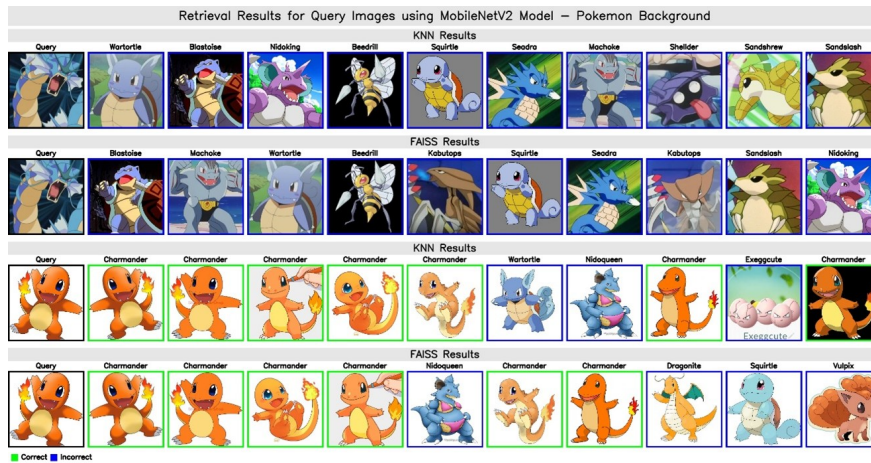 Retrieval Results for Query Images using MobileNetV2 Model – Pokemon Background
KNN Results
Query Wartortle Blastoise Nidoking Beedrill Squirtle Seadra Machoke Shellder Sandshrew Sandslash
FAISS Results
Query Blastoise Machoke Wartortle Beedrill Kabutops Squirtle Seadra Kabutops Sandslash Nidoking
KNN Results
Query Charmander Charmander Charmander Charmander Charmander Wartortle Nidoqueen Charmander Exeggcute Charmander
Exeggcute
FAISS Results
Query Charmander Charmander Charmander Charmander Nidoqueen Charmander Charmander Dragonite Squirtle Vulpix
Correct Incorrect